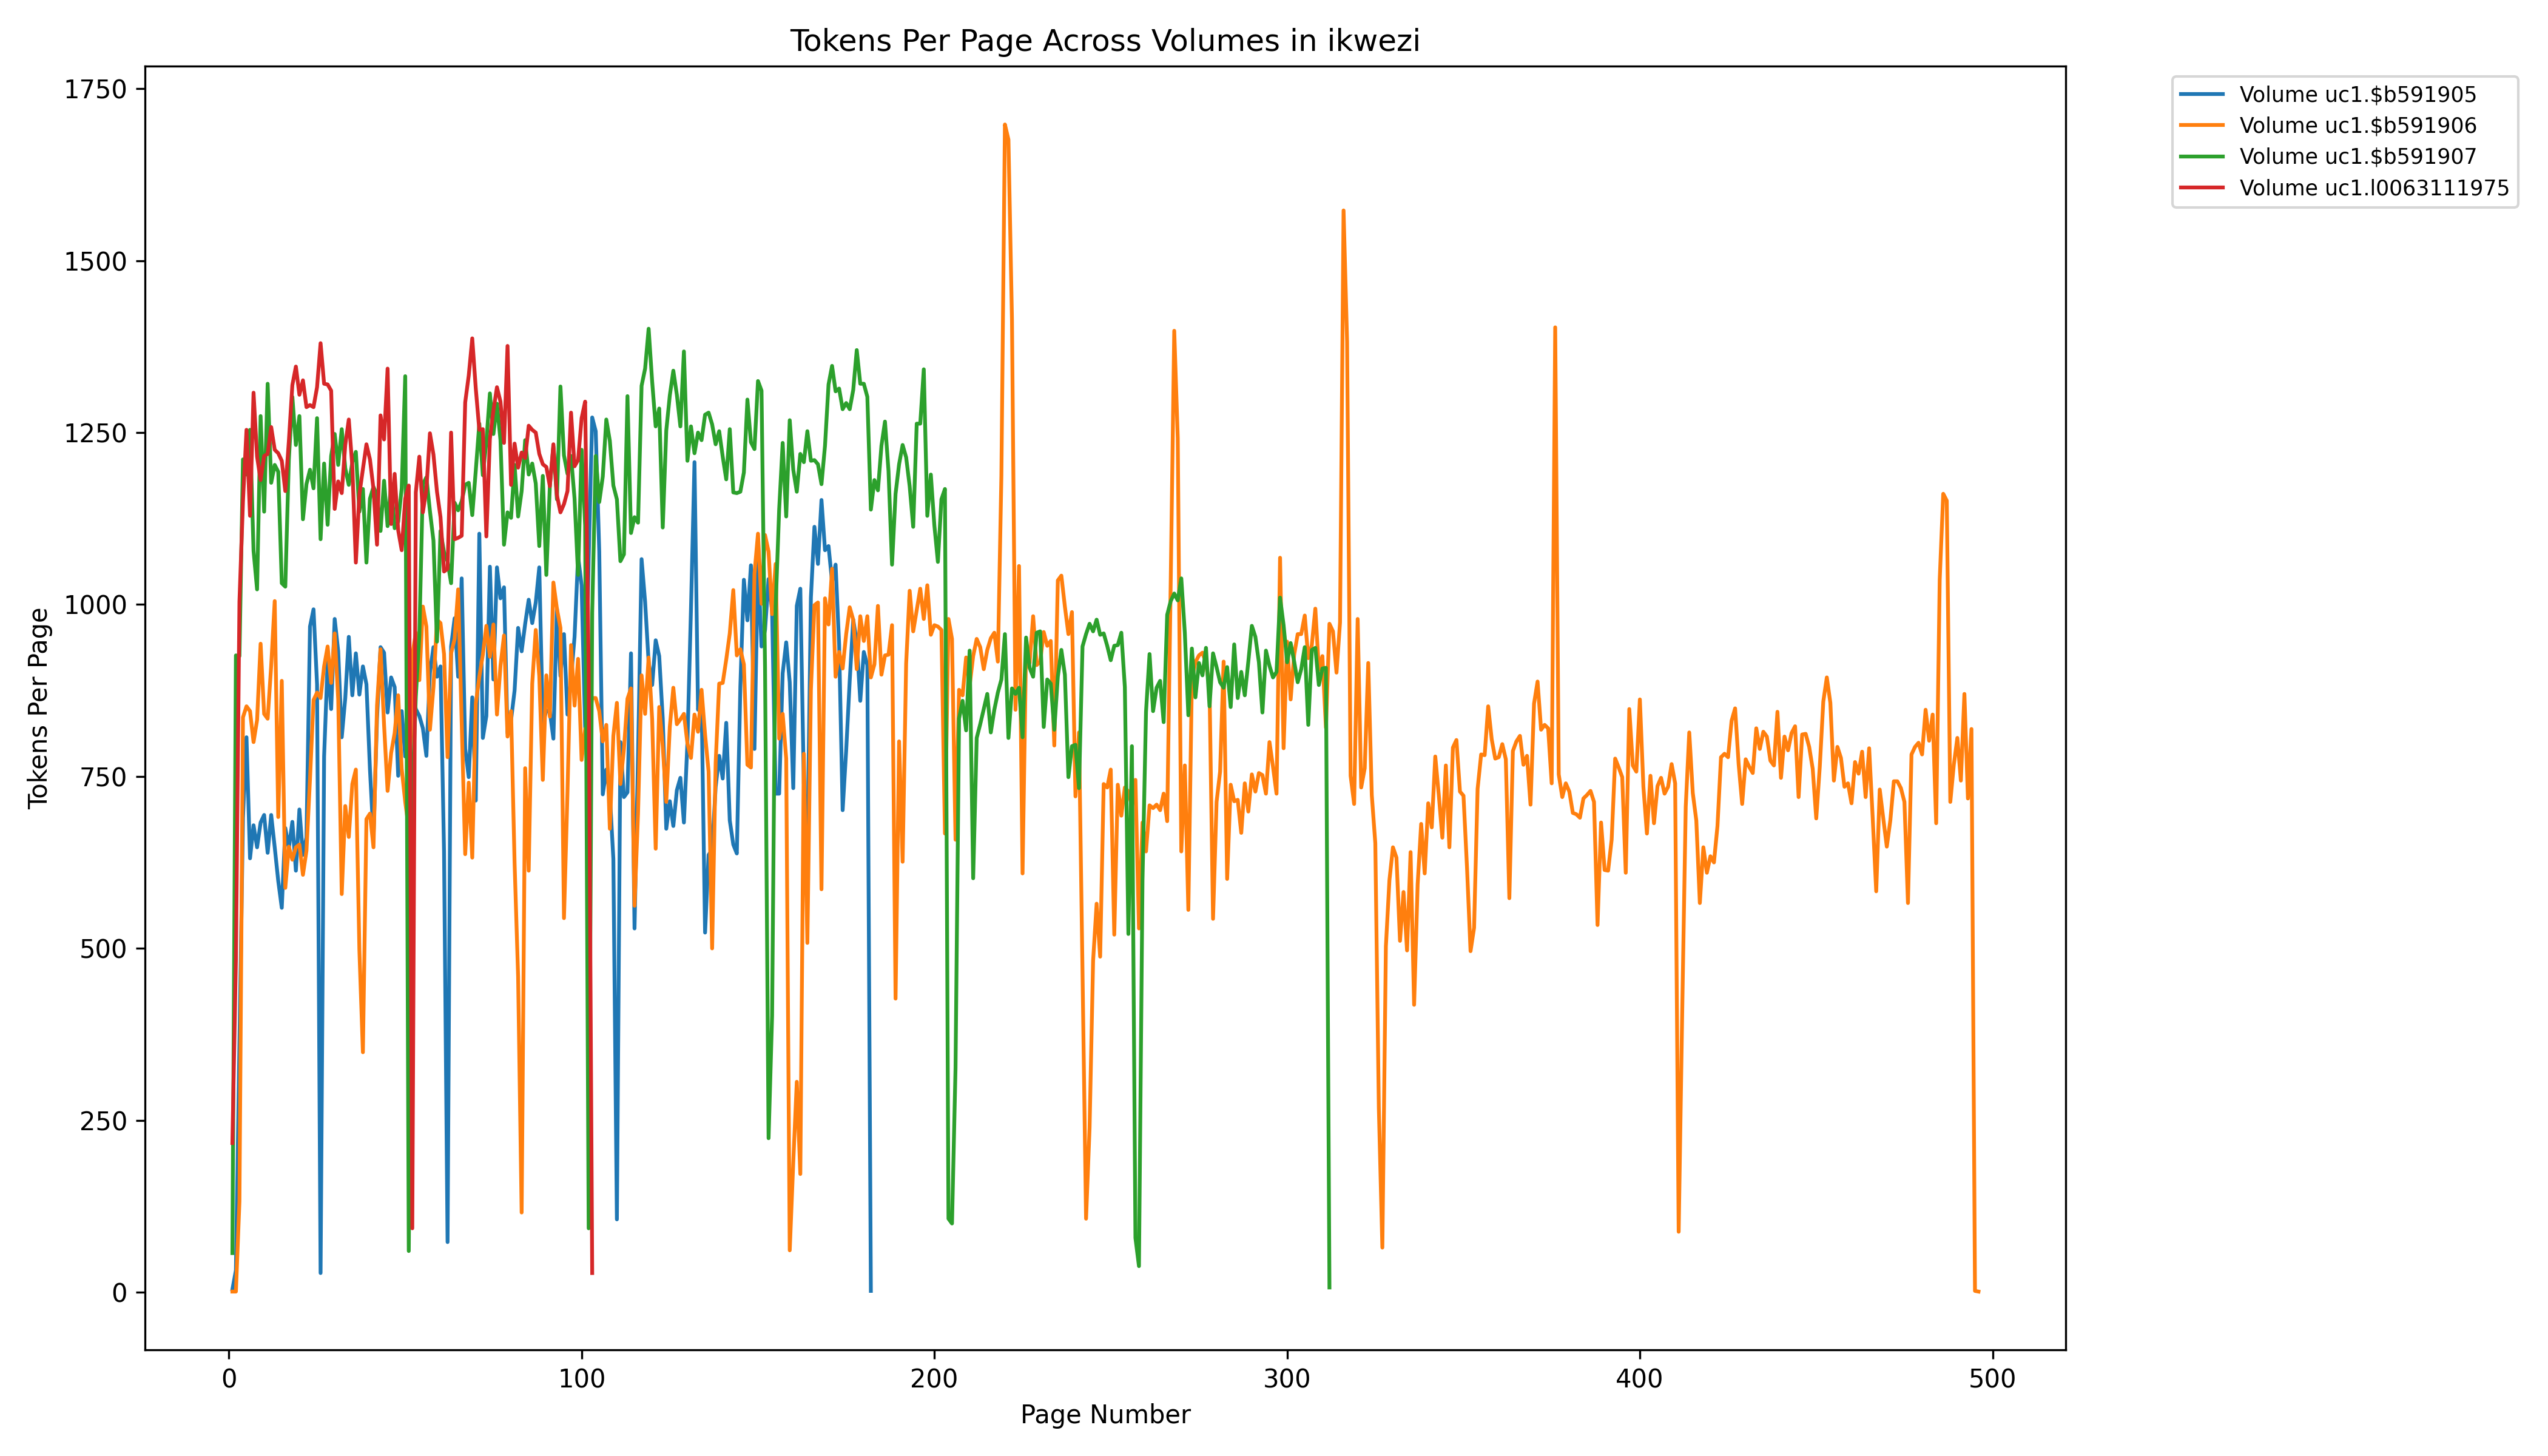 Tokens Per Page Across Volumes in ikwezi
Volume uc1.$b591905
Volume uc1.$b591906
Volume uc1.$b591907
Volume uc1.l0063111975
Tokens Per Page
1750
1500
1250
1000
750
500
250
0
0 100 200 300 400 500
Page Number